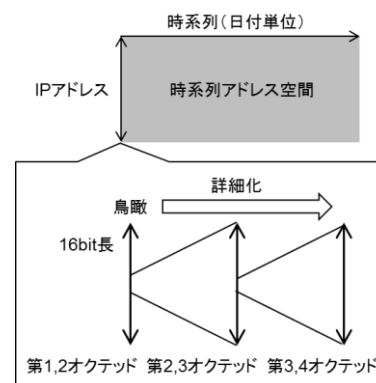 時系列(日付単位)
IPアドレス
時系列アドレス空間
詳細化
鳥瞰
16bit長
第1,2オクテッド 第2,3オクテッド 第3,4オクテッド